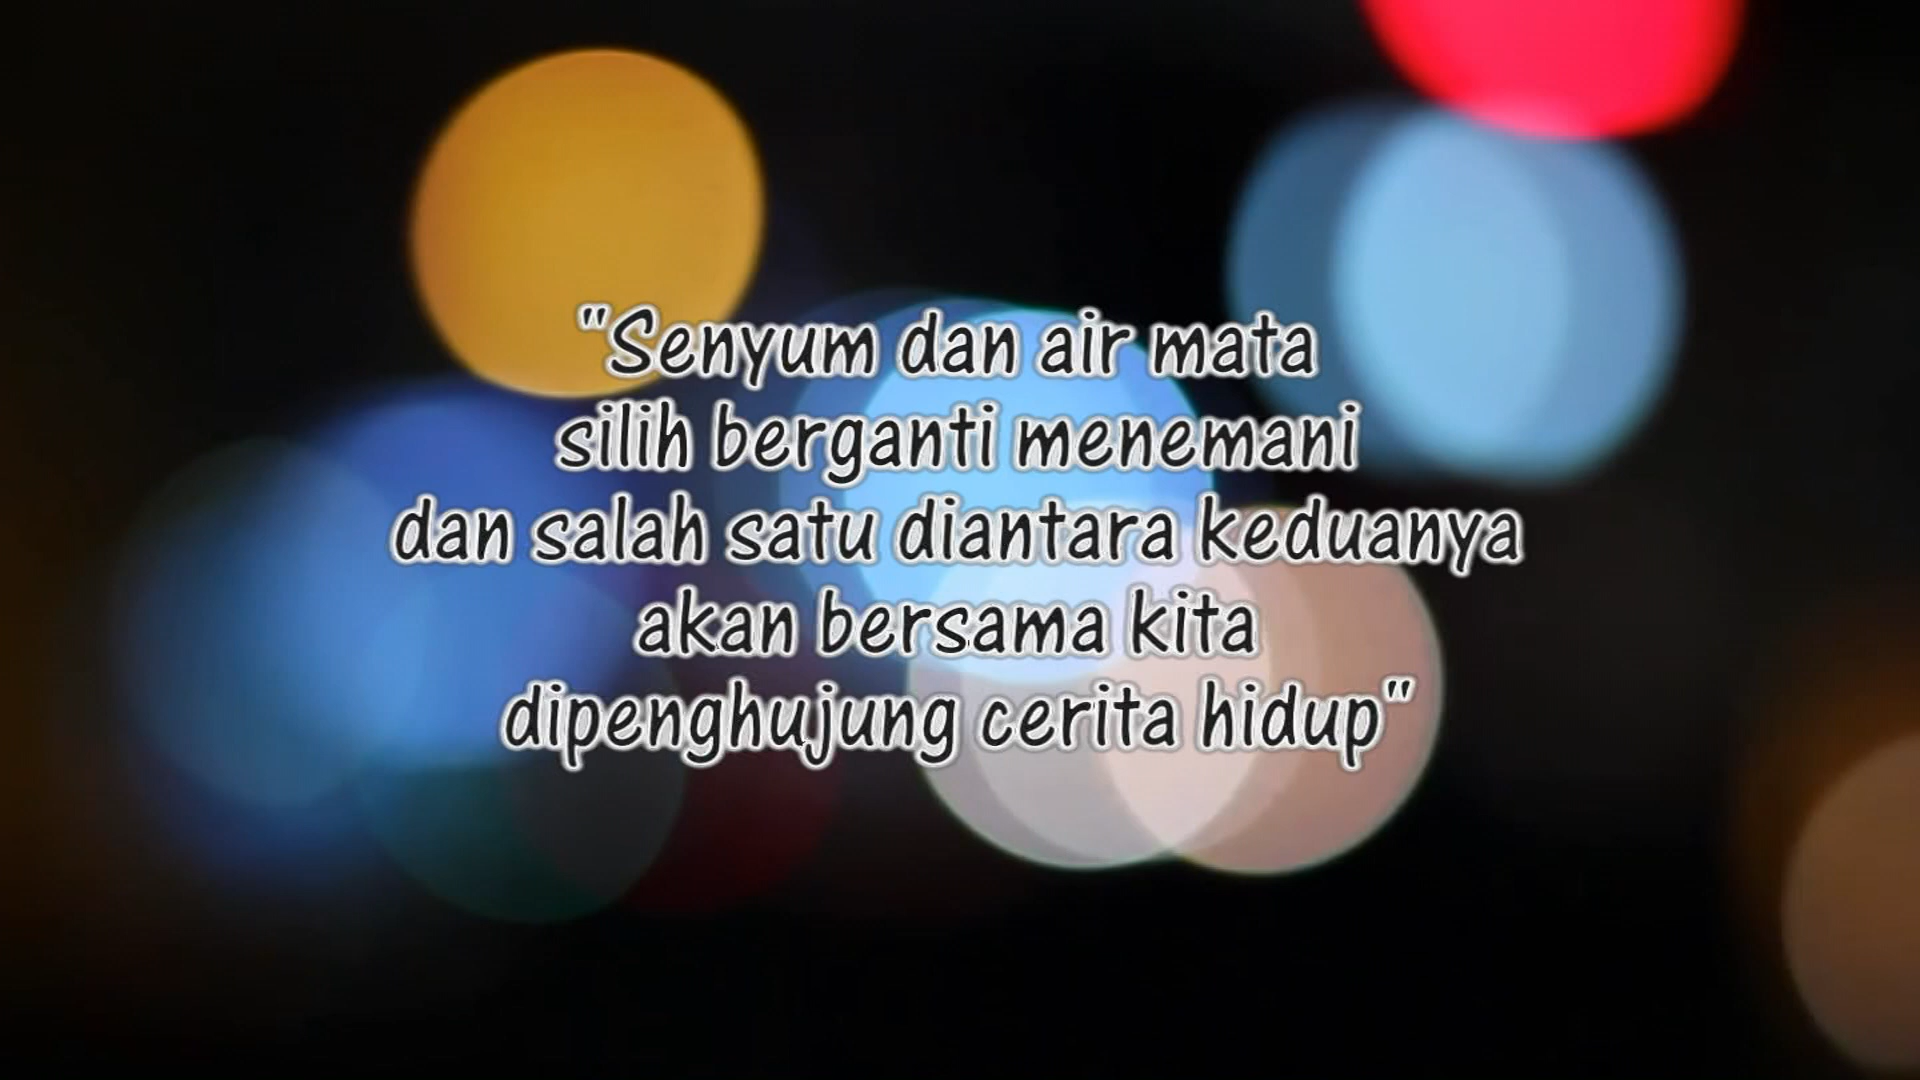 "Senyum dan air mata
silih berganti menemani
dan salah satu diantara keduanya
akan bersama kita
dipenghujung cerita hidup"